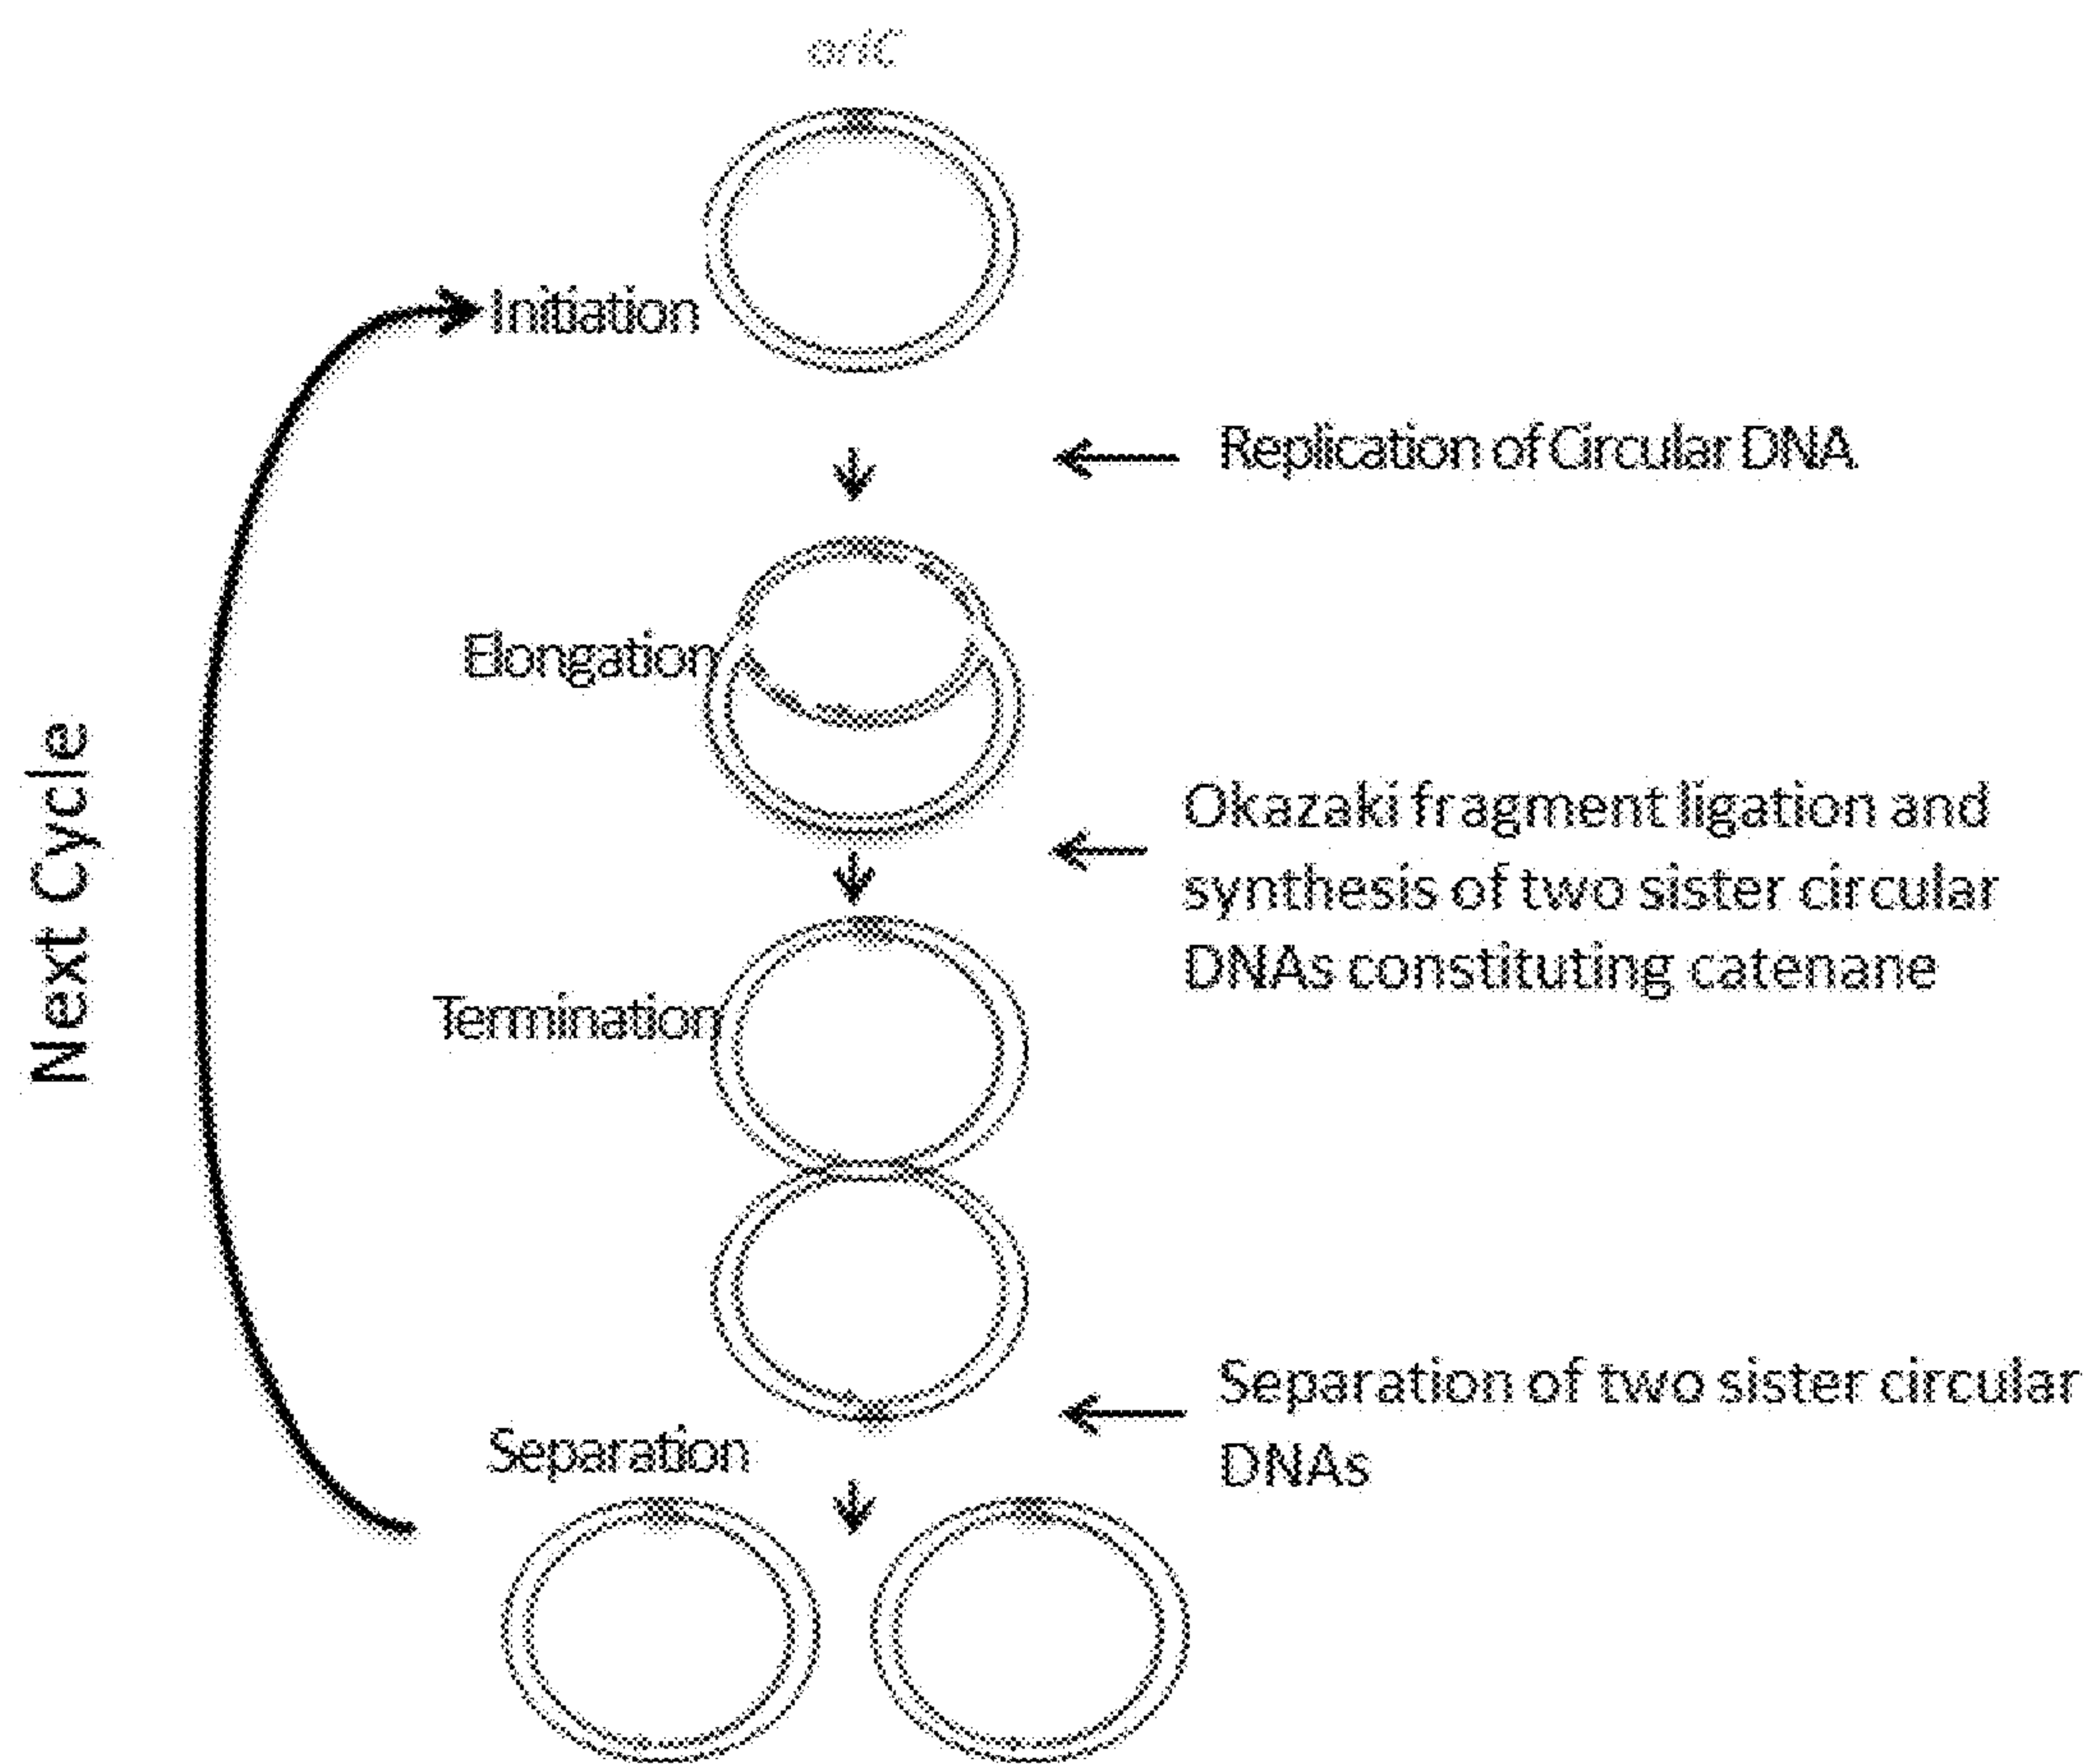 oriC
Initiation
Replication of Circular DNA
Elongation
Next Cycle
Okazaki fragment ligation and
synthesis of two sister circular
DNAs constituting catenane
Termination
Separation of two sister circular
DNAs
Separation